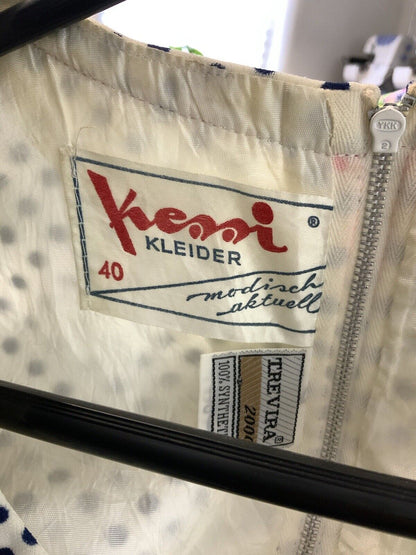 YKK
Kessi ®
KLEIDER
40
modisch
aktuell
TREVIRA®
2000
100% SYNTHET